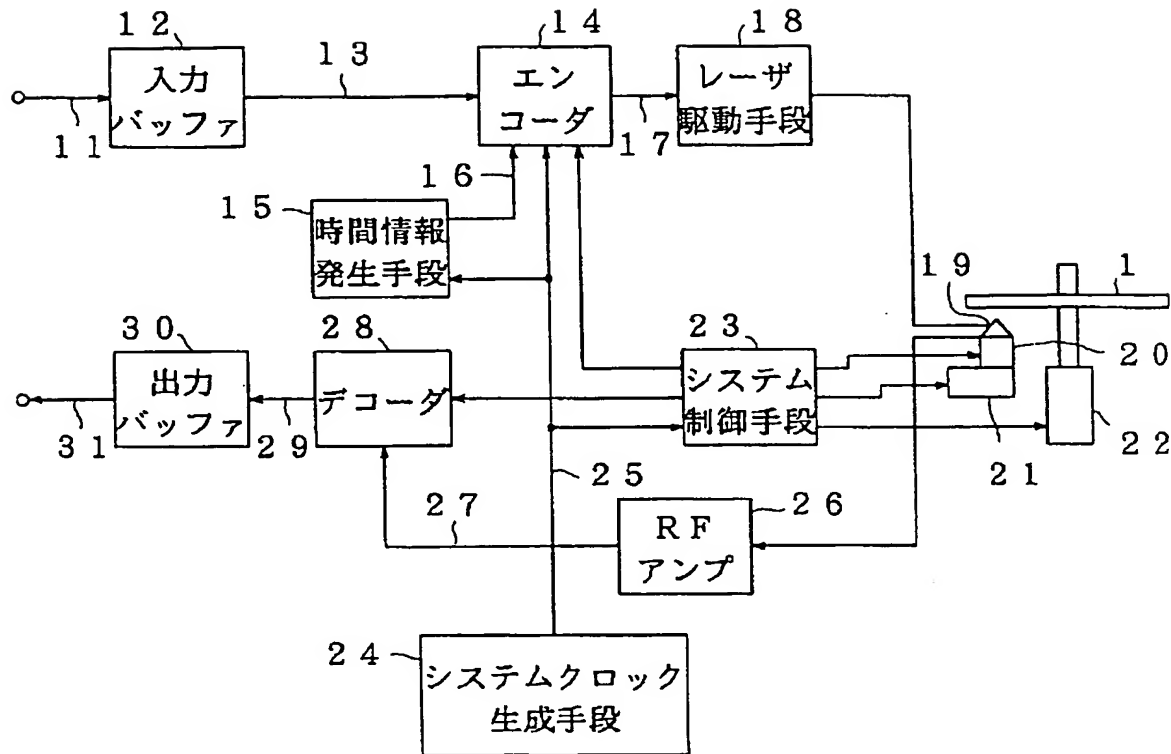 １２
１４
１８
１３
入力
バッファ
エン
コーダ
レーザ
駆動手段
１１
１７
１６
１５
時間情報
発生手段
１９
１
３０
２８
２３
２０
出力
バッファ
デコーダ
システム
制御手段
３１
２９
２１
２２
２５
２７
２６
ＲＦ
アンプ
２４
システムクロック
生成手段